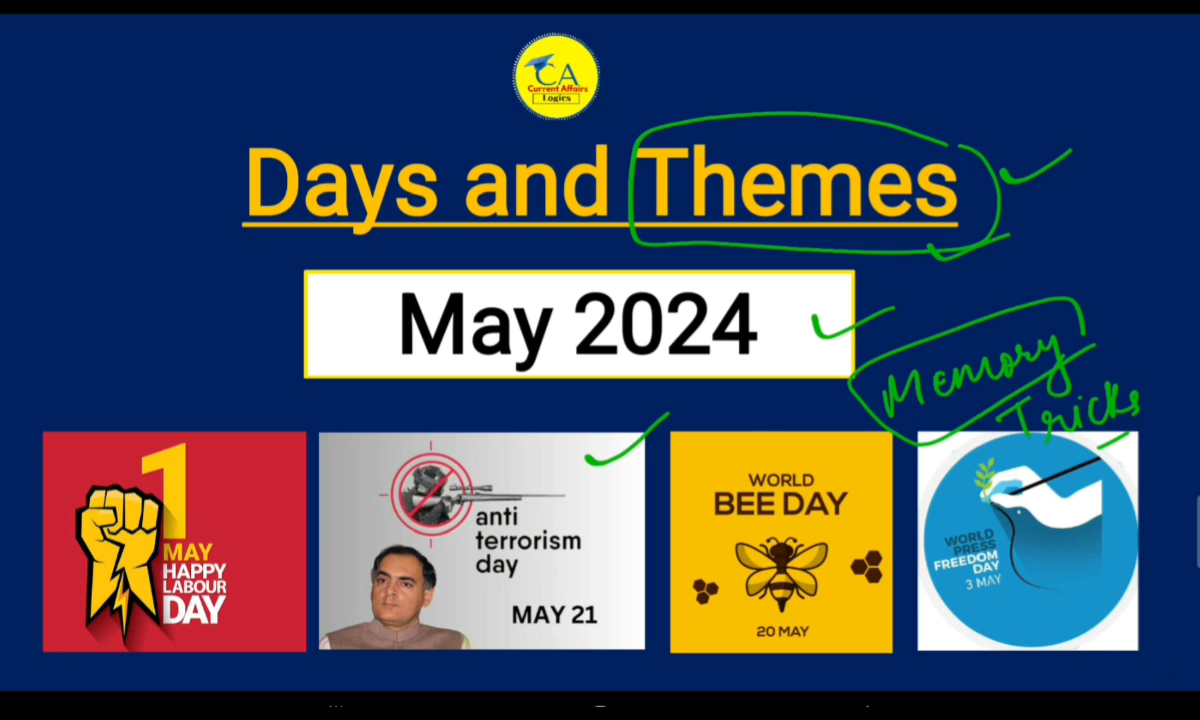 CA
Current Affairs
Logics
Days and Themes
May 2024
Memory
Tricks
1
MAY
HAPPY
LABOUR
DAY
anti
terrorism
day
MAY 21
WORLD
BEE DAY
20 MAY
WORLD
PRESS
FREEDOM
DAY
3 MAY